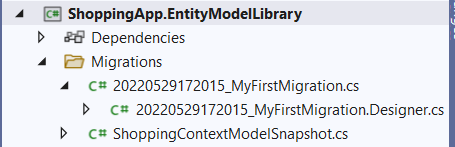 ShoppingApp.EntityModelLibrary
Dependencies
Migrations
C# 20220529172015_MyFirstMigration.cs
C# 20220529172015_MyFirstMigration.Designer.cs
C# ShoppingContextModelSnapshot.cs